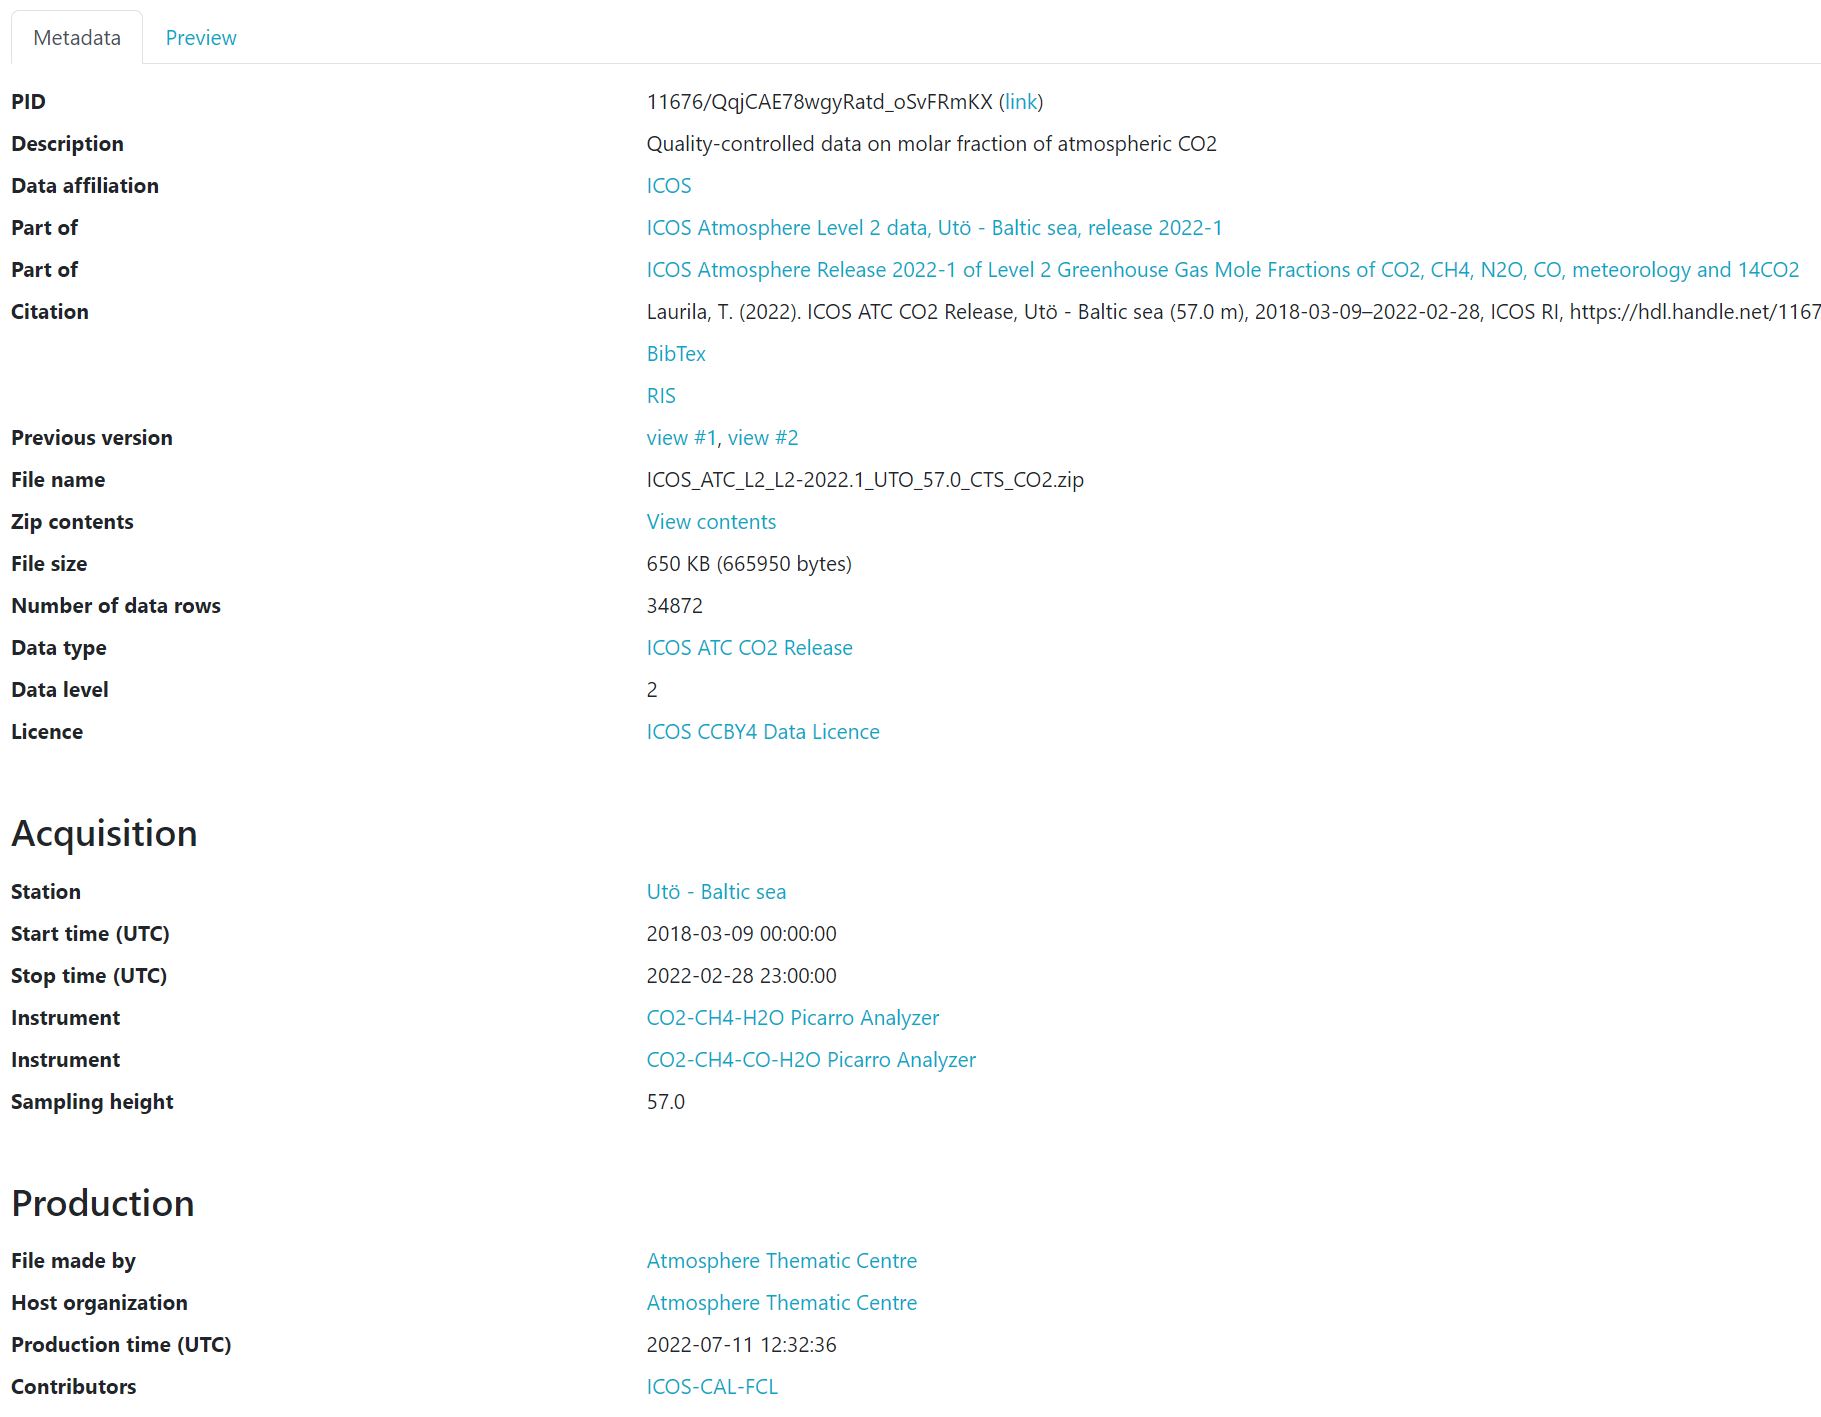 Metadata Preview
PID 11676/QqjCAE78wgyRatd_oSvFRmKX (link)
Description Quality-controlled data on molar fraction of atmospheric CO2
Data affiliation ICOS
Part of ICOS Atmosphere Level 2 data, Utö - Baltic sea, release 2022-1
Part of ICOS Atmosphere Release 2022-1 of Level 2 Greenhouse Gas Mole Fractions of CO2, CH4, N2O, CO, meteorology and 14CO2
Citation Laurila, T. (2022). ICOS ATC CO2 Release, Utö - Baltic sea (57.0 m), 2018-03-09–2022-02-28, ICOS RI, https://hdl.handle.net/1167
BibTex
RIS
Previous version view #1, view #2
File name ICOS_ATC_L2_L2-2022.1_UTO_57.0_CTS_CO2.zip
Zip contents View contents
File size 650 KB (665950 bytes)
Number of data rows 34872
Data type ICOS ATC CO2 Release
Data level 2
Licence ICOS CCBY4 Data Licence
Acquisition
Station Utö - Baltic sea
Start time (UTC) 2018-03-09 00:00:00
Stop time (UTC) 2022-02-28 23:00:00
Instrument CO2-CH4-H2O Picarro Analyzer
Instrument CO2-CH4-CO-H2O Picarro Analyzer
Sampling height 57.0
Production
File made by Atmosphere Thematic Centre
Host organization Atmosphere Thematic Centre
Production time (UTC) 2022-07-11 12:32:36
Contributors ICOS-CAL-FCL